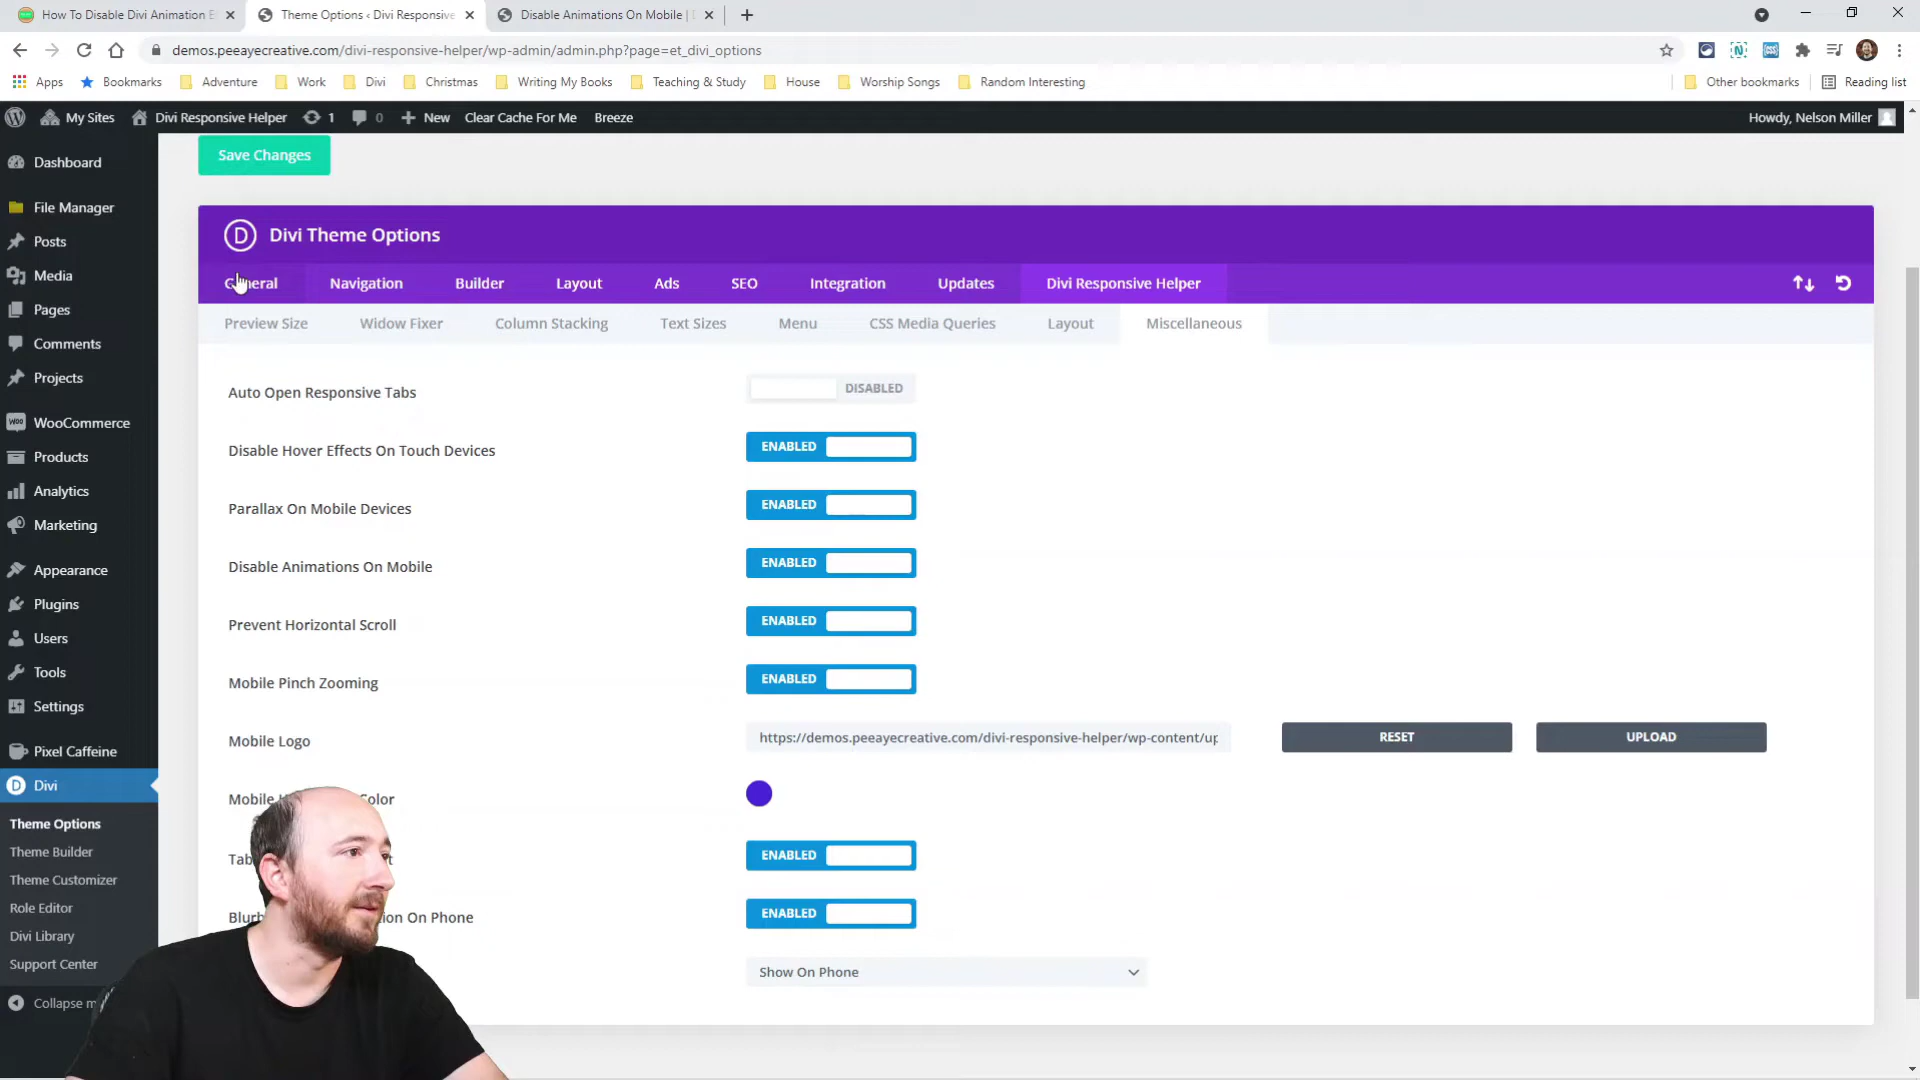 How To Disable Divi Animation E
Theme Options ‹ Divi Responsive
Disable Animations On Mobile | D
demos.peeayecreative.com/divi-responsive-helper/wp-admin/admin.php?page=et_divi_options
Apps Bookmarks Adventure Work Divi Christmas Writing My Books Teaching & Study House Worship Songs Random Interesting Other bookmarks Reading list
My Sites Divi Responsive Helper 1 0 New Clear Cache For Me Breeze Howdy, Nelson Miller
Dashboard
File Manager
Posts
Media
Pages
Comments
Projects
WooCommerce
Products
Analytics
Marketing
Appearance
Plugins
Users
Tools
Settings
Pixel Caffeine
Divi
Theme Options
Theme Builder
Theme Customizer
Role Editor
Divi Library
Support Center
Collapse
Save Changes
D Divi Theme Options
General Navigation Builder Layout Ads SEO Integration Updates Divi Responsive Helper
Preview Size Widow Fixer Column Stacking Text Sizes Menu CSS Media Queries Layout Miscellaneous
Auto Open Responsive Tabs DISABLED
Disable Hover Effects On Touch Devices ENABLED
Parallax On Mobile Devices ENABLED
Disable Animations On Mobile ENABLED
Prevent Horizontal Scroll ENABLED
Mobile Pinch Zooming ENABLED
Mobile Logo https://demos.peeayecreative.com/divi-responsive-helper/wp-content/up RESET UPLOAD
Mobile Color
ENABLED
On Phone ENABLED
Show On Phone